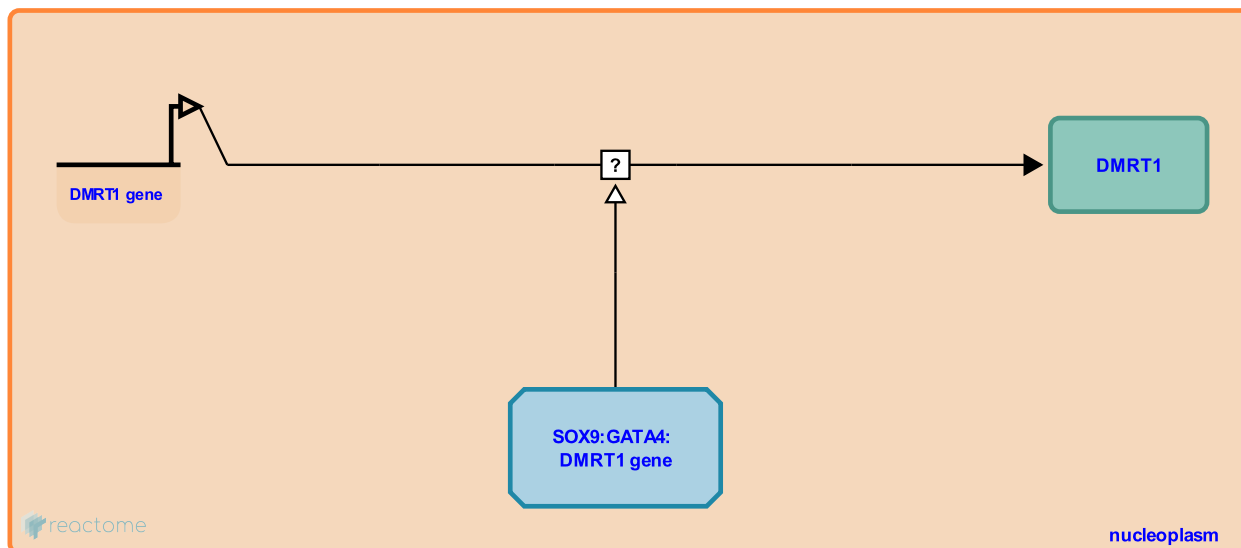 ?
DMRT1
DMRT1 gene
SOX9:GATA4:
DMRT1 gene
reactome
nucleoplasm